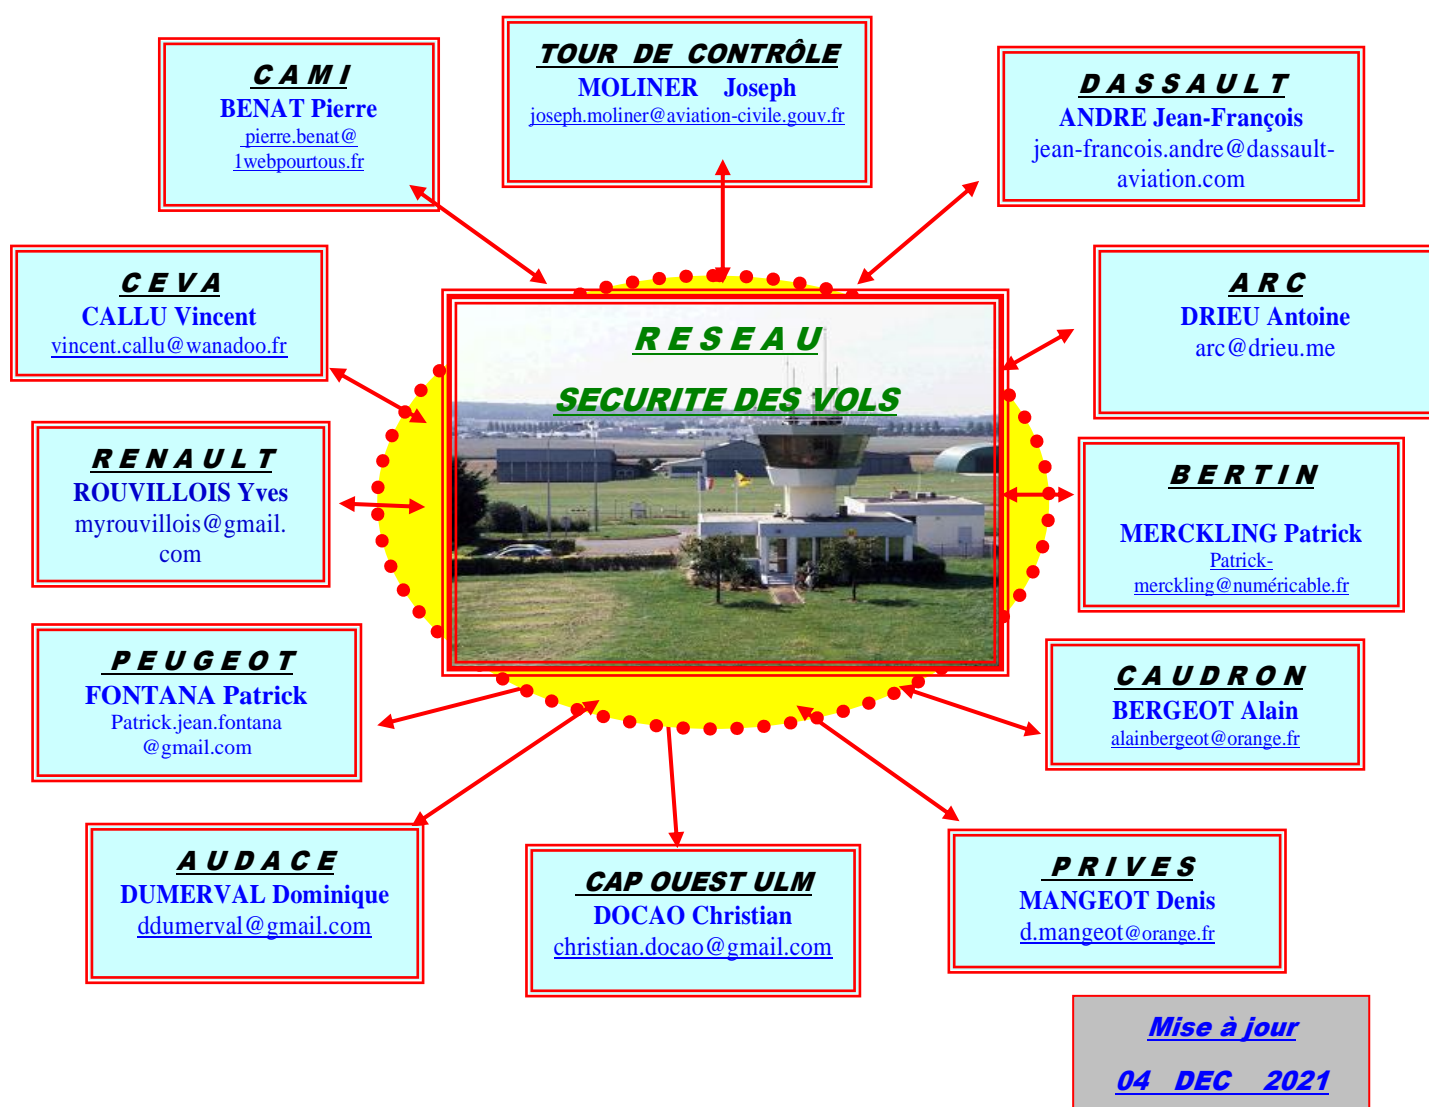 C A M I
BENAT Pierre
pierre.benat@
1webpourtous.fr
TOUR DE CONTRÔLE
MOLINER Joseph
joseph.moliner@aviation-civile.gouv.fr
D A S S A U L T
ANDRE Jean-François
jean-francois.andre@dassault-
aviation.com
C E V A
CALLU Vincent
vincent.callu@wanadoo.fr
R E S E A U
SECURITE DES VOLS
A R C
DRIEU Antoine
arc@drieu.me
R E N A U L T
ROUVILLOIS Yves
myrouvillois@gmail.
com
B E R T I N
MERCKLING Patrick
Patrick-
merckling@numéricable.fr
P E U G E O T
FONTANA Patrick
Patrick.jean.fontana
@gmail.com
C A U D R O N
BERGEOT Alain
alainbergeot@orange.fr
A U D A C E
DUMERVAL Dominique
ddumerval@gmail.com
CAP OUEST ULM
DOCAO Christian
christian.docao@gmail.com
P R I V E S
MANGEOT Denis
d.mangeot@orange.fr
Mise à jour
04 DEC 2021